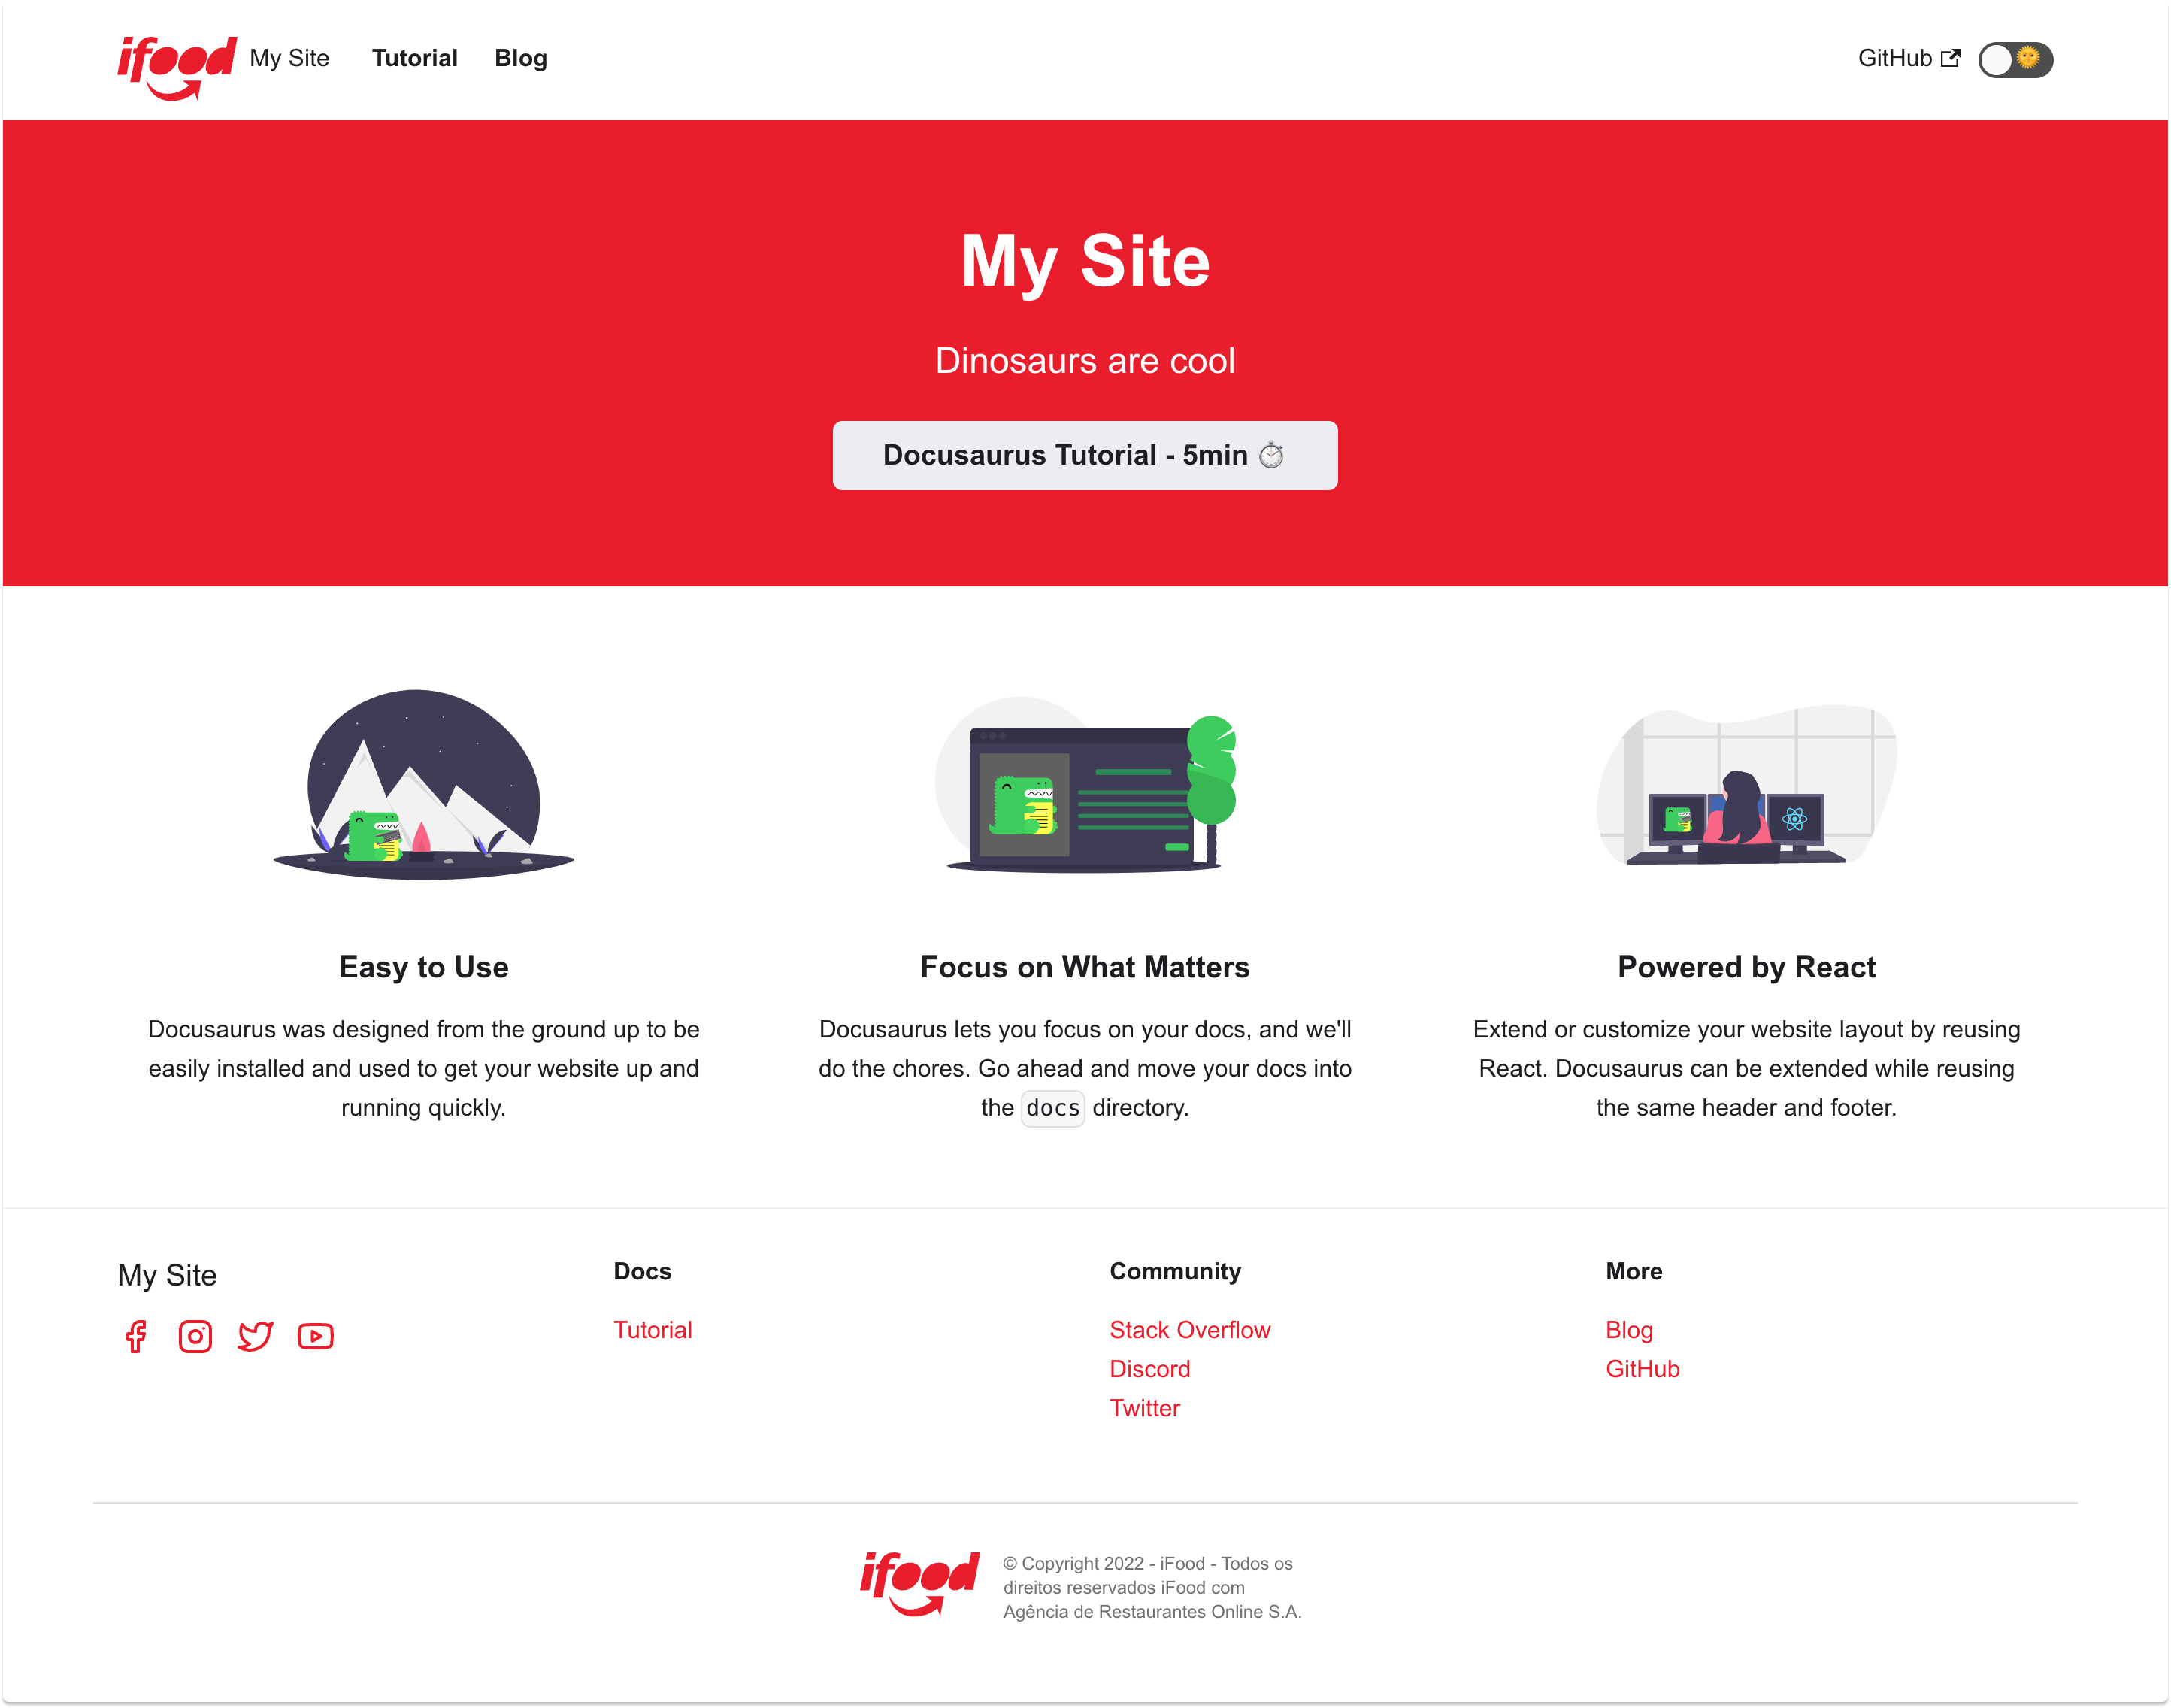 ifood My Site Tutorial Blog GitHub
My Site
Dinosaurs are cool
Docusaurus Tutorial - 5min ⏱️
Easy to Use
Docusaurus was designed from the ground up to be
easily installed and used to get your website up and
running quickly.
Focus on What Matters
Docusaurus lets you focus on your docs, and we'll
do the chores. Go ahead and move your docs into
the docs directory.
Powered by React
Extend or customize your website layout by reusing
React. Docusaurus can be extended while reusing
the same header and footer.
My Site
Docs
Tutorial
Community
Stack Overflow
Discord
Twitter
More
Blog
GitHub
ifood
© Copyright 2022 - iFood - Todos os
direitos reservados iFood com
Agência de Restaurantes Online S.A.